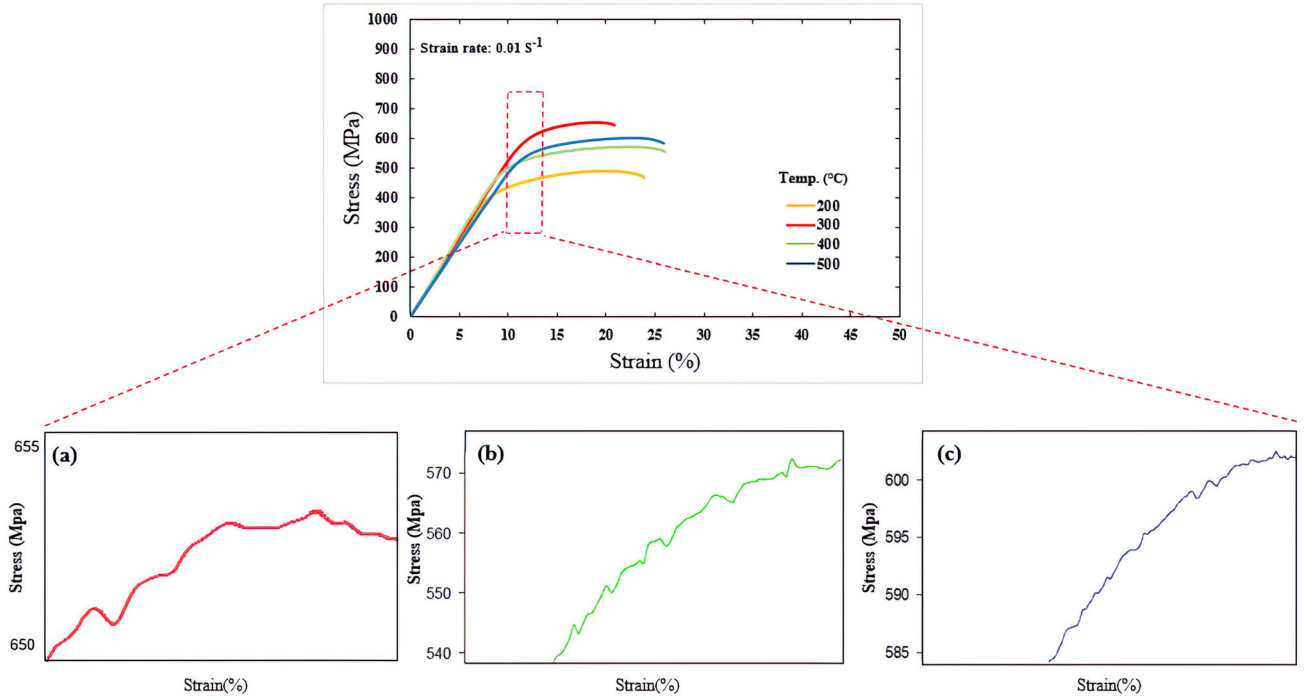 1000
900
800
700
600
500
400
300
200
100
0
Stress (MPa)
Strain rate: 0.01 S⁻¹
Temp. (°C)
200
300
400
500
0 5 10 15 20 25 30 35 40 45 50
Strain (%)
(a)
655
650
Stress (Mpa)
Strain(%)
(b)
570
560
550
540
Stress (Mpa)
Strain(%)
(c)
600
595
590
585
Stress (Mpa)
Strain(%)